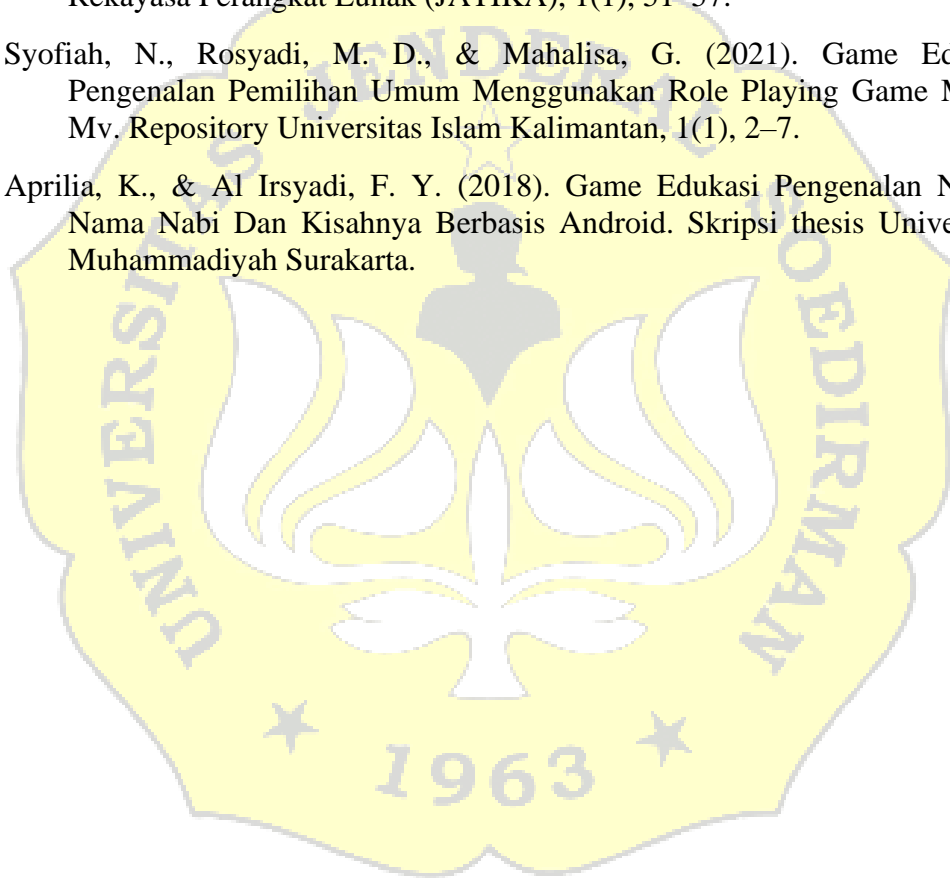 Rekayasa Perangkat Lunak (JATIKA), 1(1), 31–37.
Syofiah, N., Rosyadi, M. D., & Mahalisa, G. (2021). Game Ed
Pengenalan Pemilihan Umum Menggunakan Role Playing Game M
Mv. Repository Universitas Islam Kalimantan, 1(1), 2–7.
Aprilia, K., & Al Irsyadi, F. Y. (2018). Game Edukasi Pengenalan N
Nama Nabi Dan Kisahnya Berbasis Android. Skripsi thesis Unive
Muhammadiyah Surakarta.
UNIVERSITAS JENDERAL SOEDIRMAN
1963